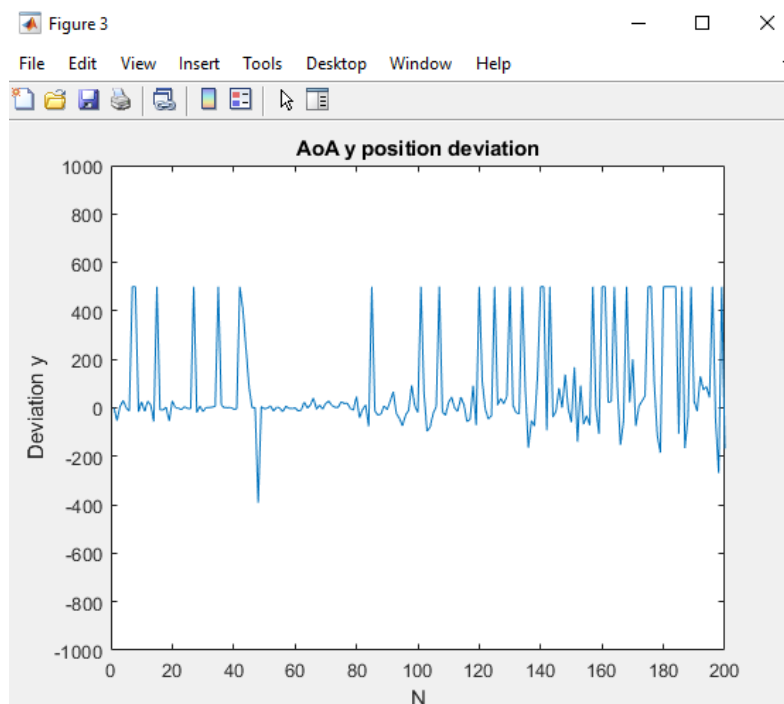 Figure 3
File Edit View Insert Tools Desktop Window Help
AoA y position deviation
1000
800
600
400
200
0
-200
-400
-600
-800
-1000
Deviation y
0 20 40 60 80 100 120 140 160 180 200
N